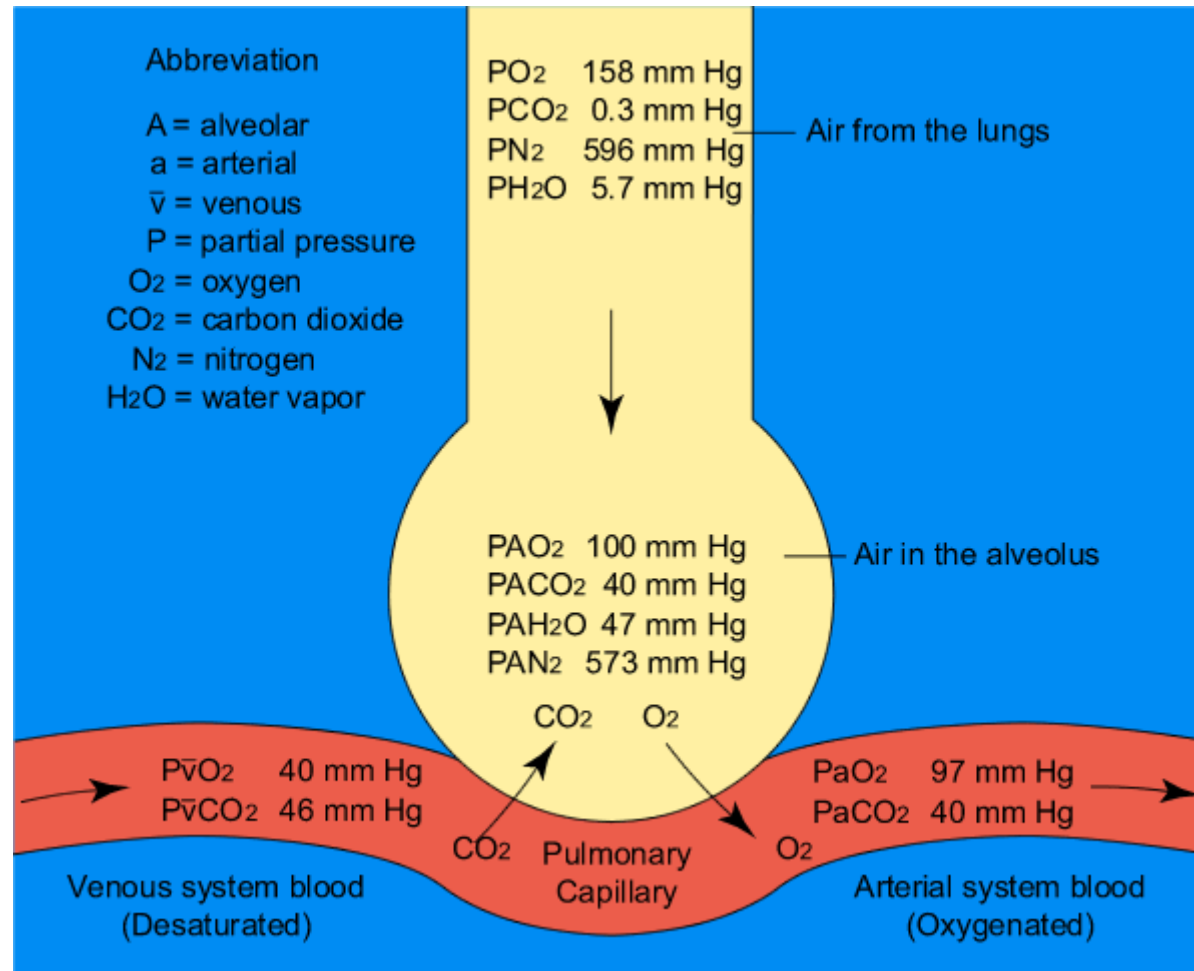 Abbreviation
A = alveolar
a = arterial
v̄ = venous
P = partial pressure
O2 = oxygen
CO2 = carbon dioxide
N2 = nitrogen
H2O = water vapor
PO2 158 mm Hg
PCO2 0.3 mm Hg
PN2 596 mm Hg
PH2O 5.7 mm Hg
Air from the lungs
PAO2 100 mm Hg
PACO2 40 mm Hg
PAH2O 47 mm Hg
PAN2 573 mm Hg
Air in the alveolus
CO2 O2
Pv̄O2 40 mm Hg
Pv̄CO2 46 mm Hg
CO2
Pulmonary
Capillary
O2
PaO2 97 mm Hg
PaCO2 40 mm Hg
Venous system blood
(Desaturated)
Arterial system blood
(Oxygenated)